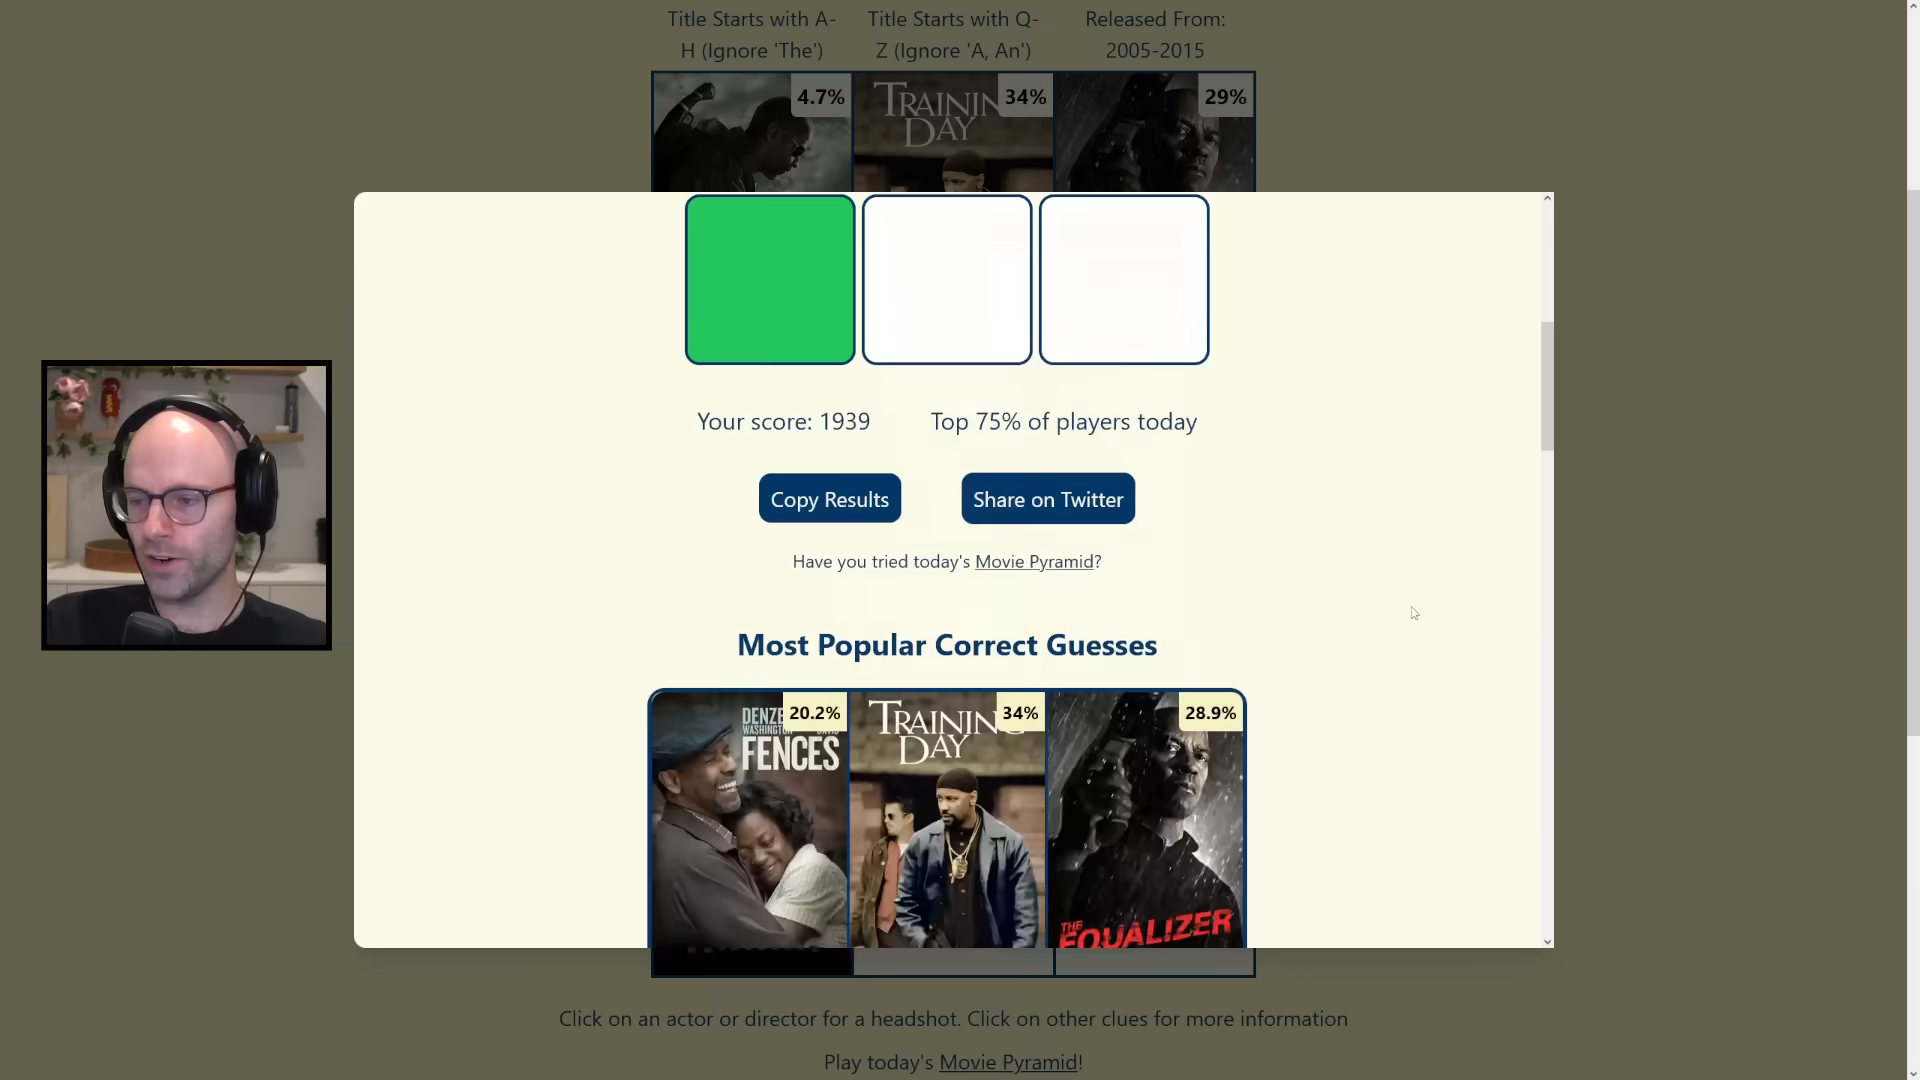 Title Starts with A-
H (Ignore 'The')
Title Starts with Q-
Z (Ignore 'A, An')
Released From:
2005-2015
4.7%
TRAININ
DAY
34%
29%
Your score: 1939
Top 75% of players today
Copy Results
Share on Twitter
Have you tried today's Movie Pyramid?
Most Popular Correct Guesses
DENZE
WASHINGTON
DAVIS
FENCES
20.2%
TRAINING
DAY
34%
THE
EQUALIZER
28.9%
Click on an actor or director for a headshot. Click on other clues for more information
Play today's Movie Pyramid!